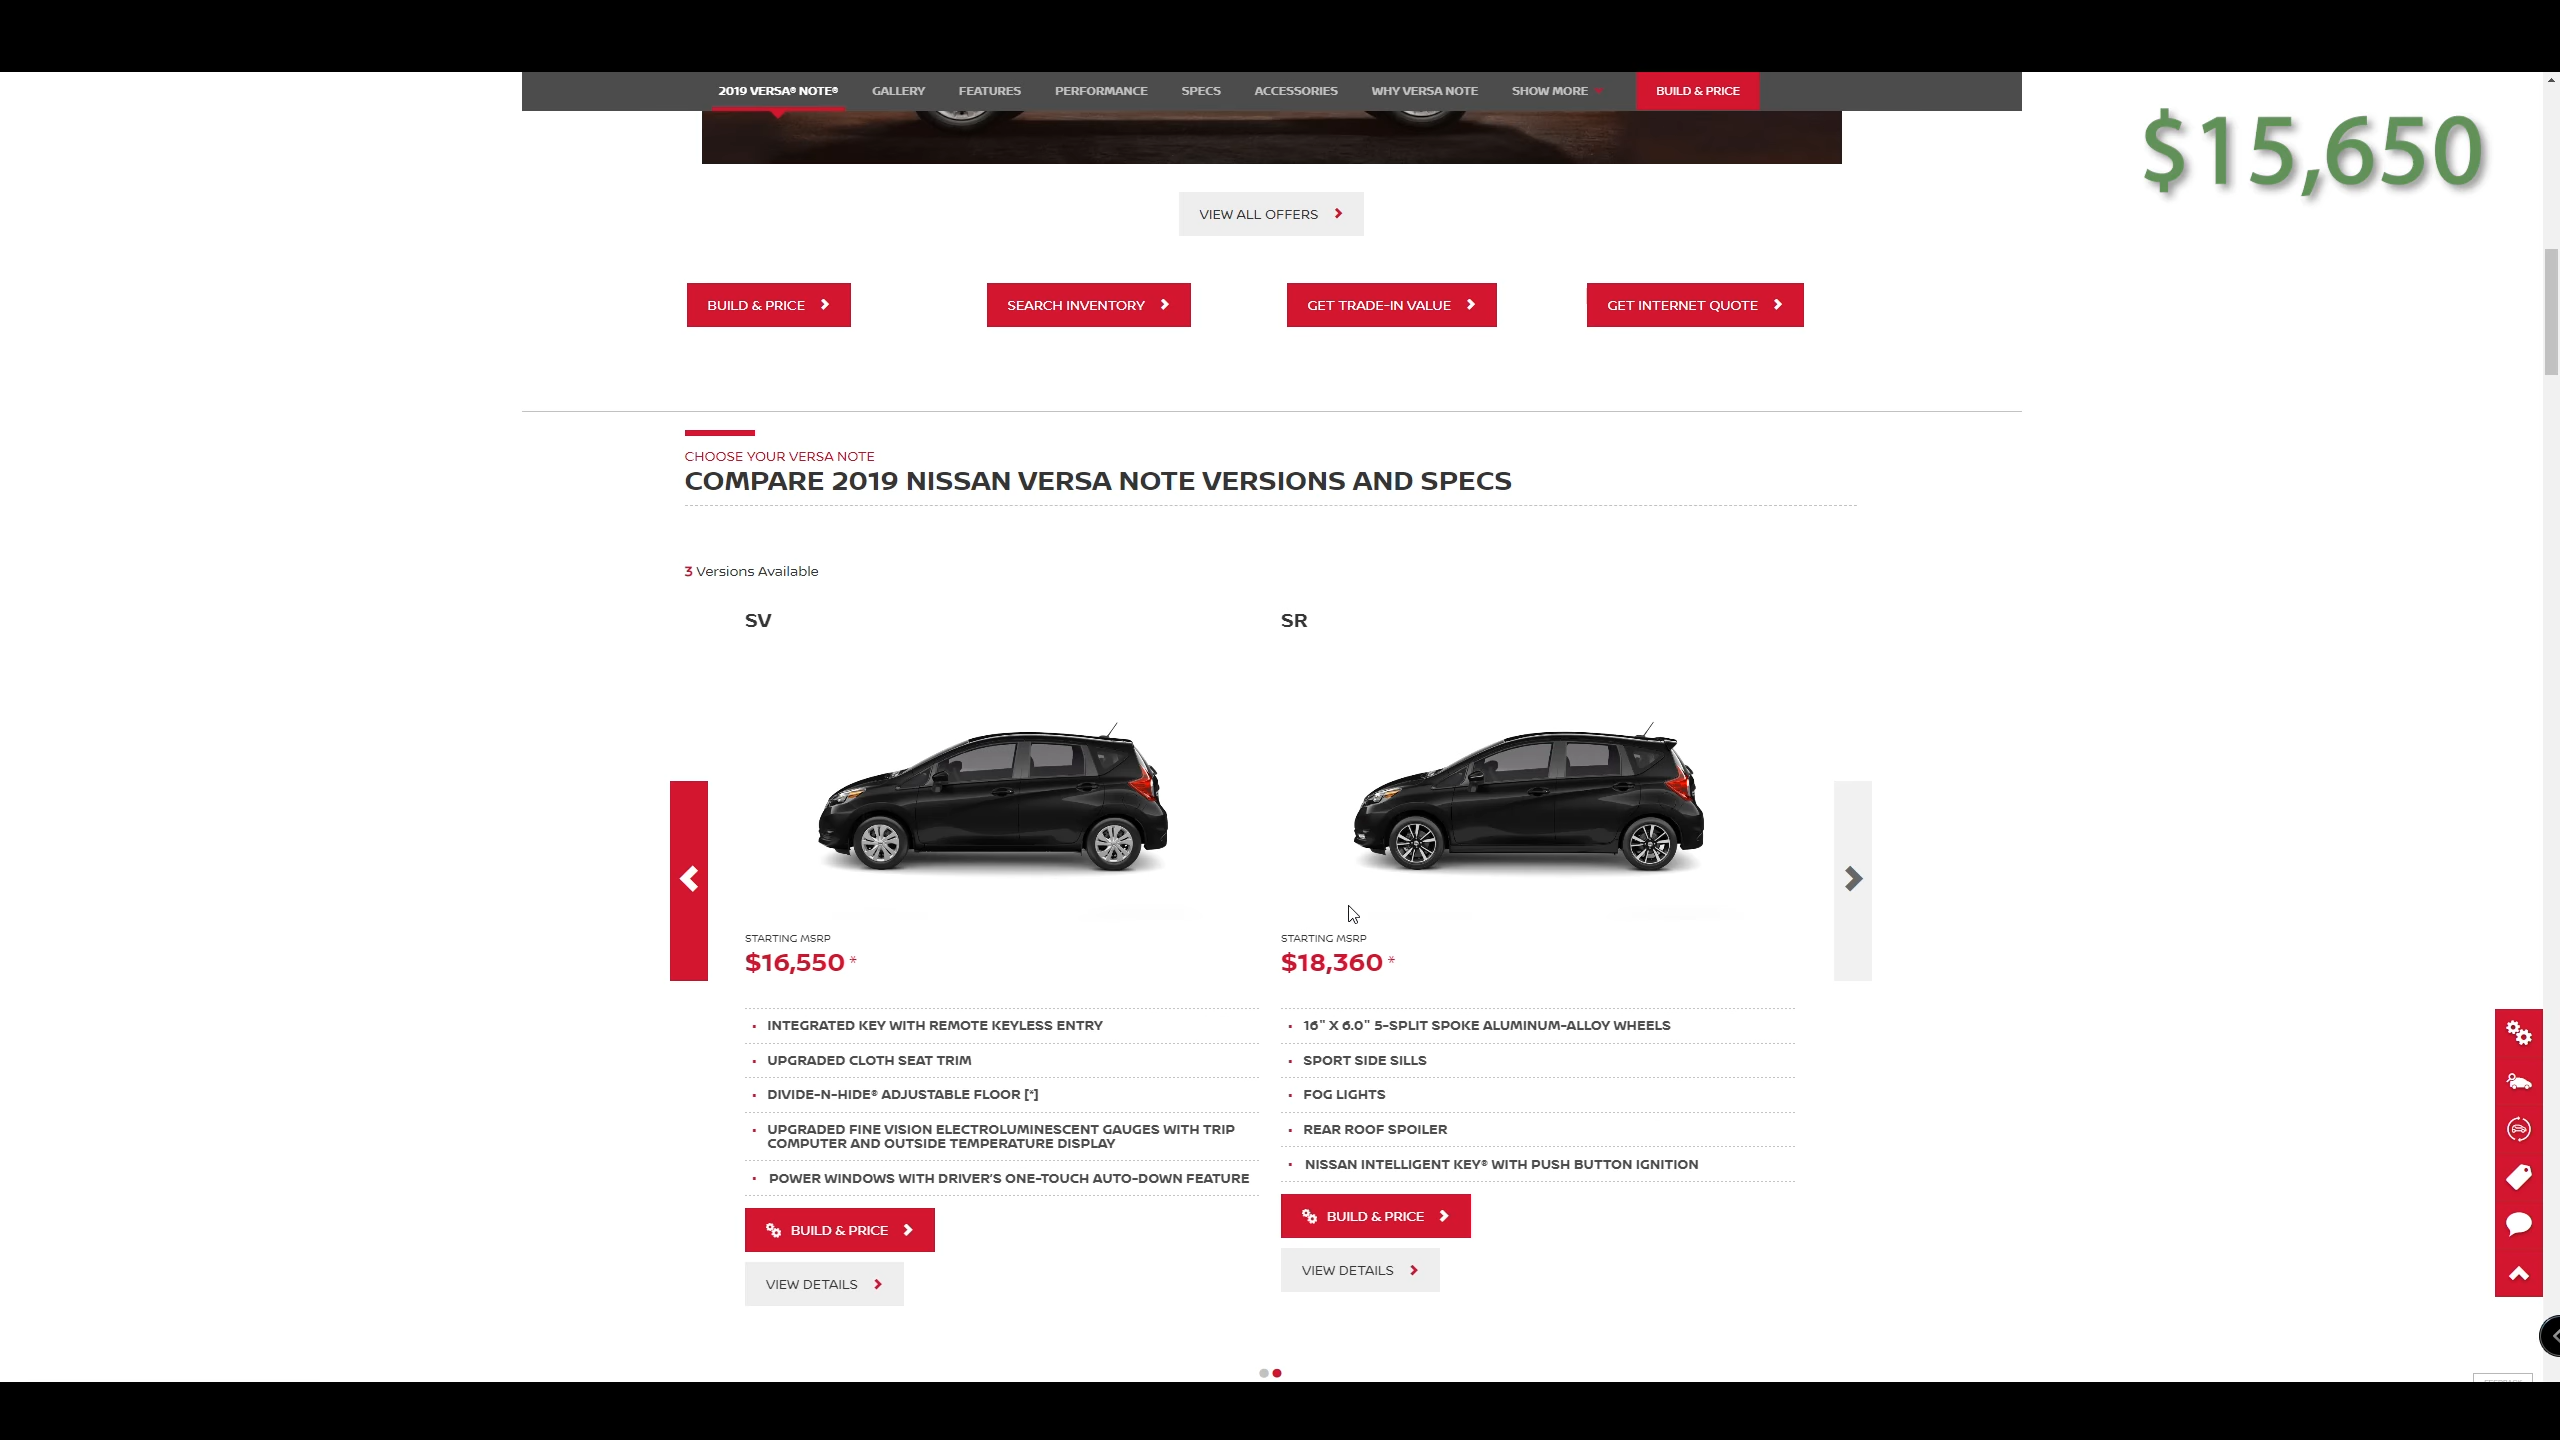 2019 VERSA® NOTE®
GALLERY
FEATURES
PERFORMANCE
SPECS
ACCESSORIES
WHY VERSA NOTE
SHOW MORE
BUILD & PRICE
$15,650
VIEW ALL OFFERS
BUILD & PRICE
SEARCH INVENTORY
GET TRADE-IN VALUE
GET INTERNET QUOTE
CHOOSE YOUR VERSA NOTE
COMPARE 2019 NISSAN VERSA NOTE VERSIONS AND SPECS
3 Versions Available
SV
STARTING MSRP
$16,550 *
INTEGRATED KEY WITH REMOTE KEYLESS ENTRY
UPGRADED CLOTH SEAT TRIM
DIVIDE-N-HIDE® ADJUSTABLE FLOOR [*]
UPGRADED FINE VISION ELECTROLUMINESCENT GAUGES WITH TRIP
COMPUTER AND OUTSIDE TEMPERATURE DISPLAY
POWER WINDOWS WITH DRIVER'S ONE-TOUCH AUTO-DOWN FEATURE
BUILD & PRICE
VIEW DETAILS
SR
STARTING MSRP
$18,360 *
16" X 6.0" 5-SPLIT SPOKE ALUMINUM-ALLOY WHEELS
SPORT SIDE SILLS
FOG LIGHTS
REAR ROOF SPOILER
NISSAN INTELLIGENT KEY® WITH PUSH BUTTON IGNITION
BUILD & PRICE
VIEW DETAILS